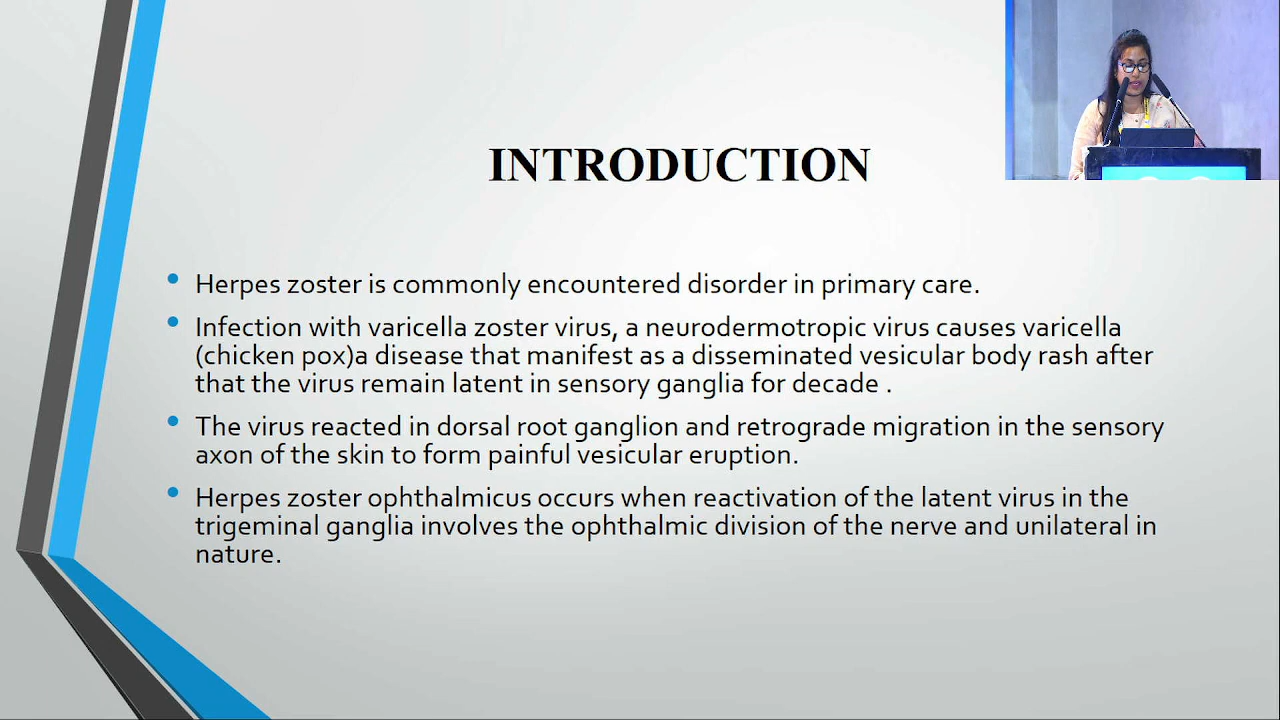 INTRODUCTION
Herpes zoster is commonly encountered disorder in primary care.
Infection with varicella zoster virus, a neurodermotropic virus causes varicella
(chicken pox)a disease that manifest as a disseminated vesicular body rash after
that the virus remain latent in sensory ganglia for decade .
The virus reacted in dorsal root ganglion and retrograde migration in the sensory
axon of the skin to form painful vesicular eruption.
Herpes zoster ophthalmicus occurs when reactivation of the latent virus in the
trigeminal ganglia involves the ophthalmic division of the nerve and unilateral in
nature.